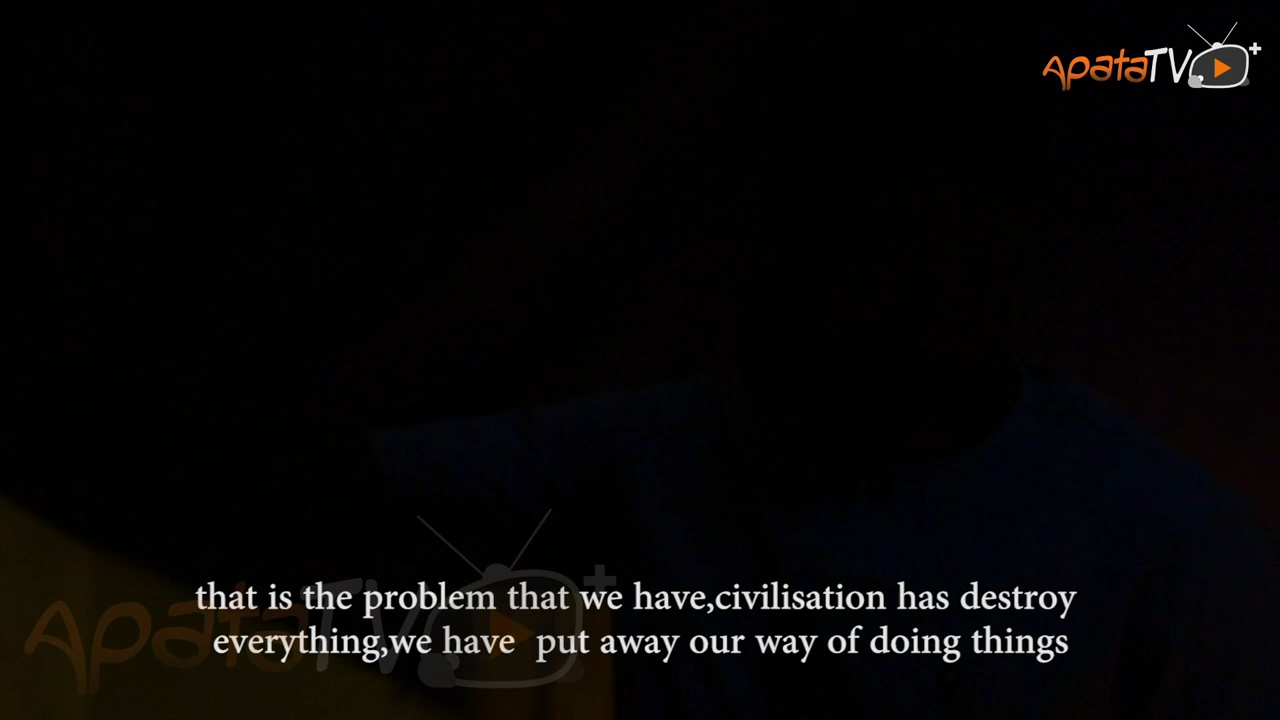 ApataTV+
ApataTV+
that is the problem that we have,civilisation has destroy
everything,we have put away our way of doing things